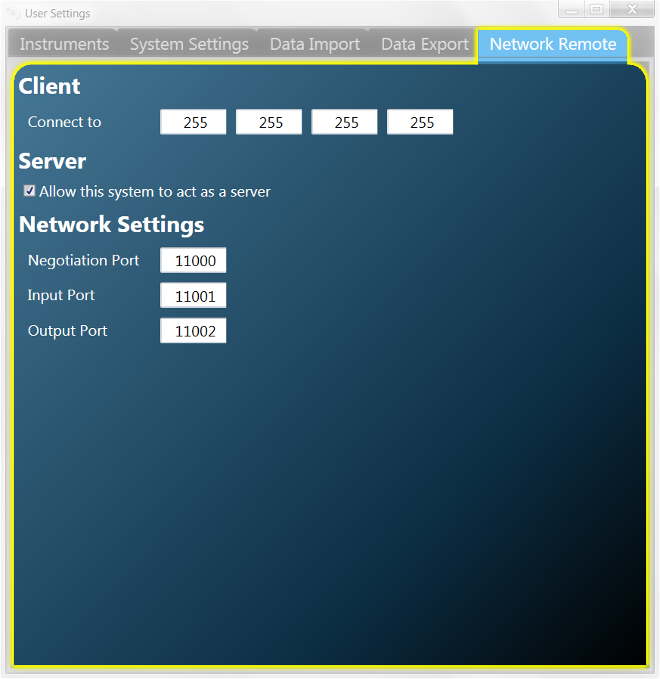 User Settings
Instruments System Settings Data Import Data Export Network Remote
Client
Connect to 255 255 255 255
Server
Allow this system to act as a server
Network Settings
Negotiation Port 11000
Input Port 11001
Output Port 11002